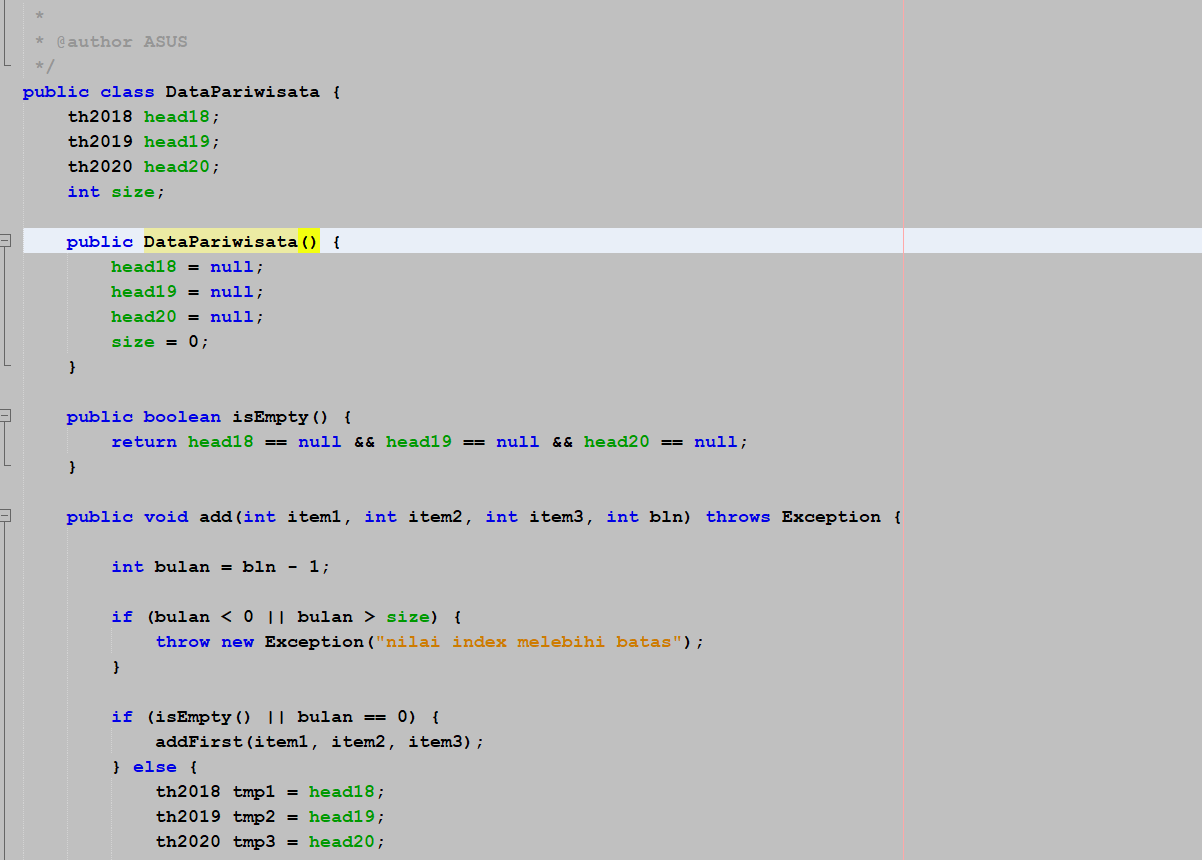 *
* @author ASUS
*/
public class DataPariwisata {
th2018 head18;
th2019 head19;
th2020 head20;
int size;
public DataPariwisata() {
head18 = null;
head19 = null;
head20 = null;
size = 0;
}
public boolean isEmpty() {
return head18 == null && head19 == null && head20 == null;
}
public void add(int item1, int item2, int item3, int bln) throws Exception {
int bulan = bln - 1;
if (bulan < 0 || bulan > size) {
throw new Exception("nilai index melebihi batas");
}
if (isEmpty() || bulan == 0) {
addFirst(item1, item2, item3);
} else {
th2018 tmp1 = head18;
th2019 tmp2 = head19;
th2020 tmp3 = head20;